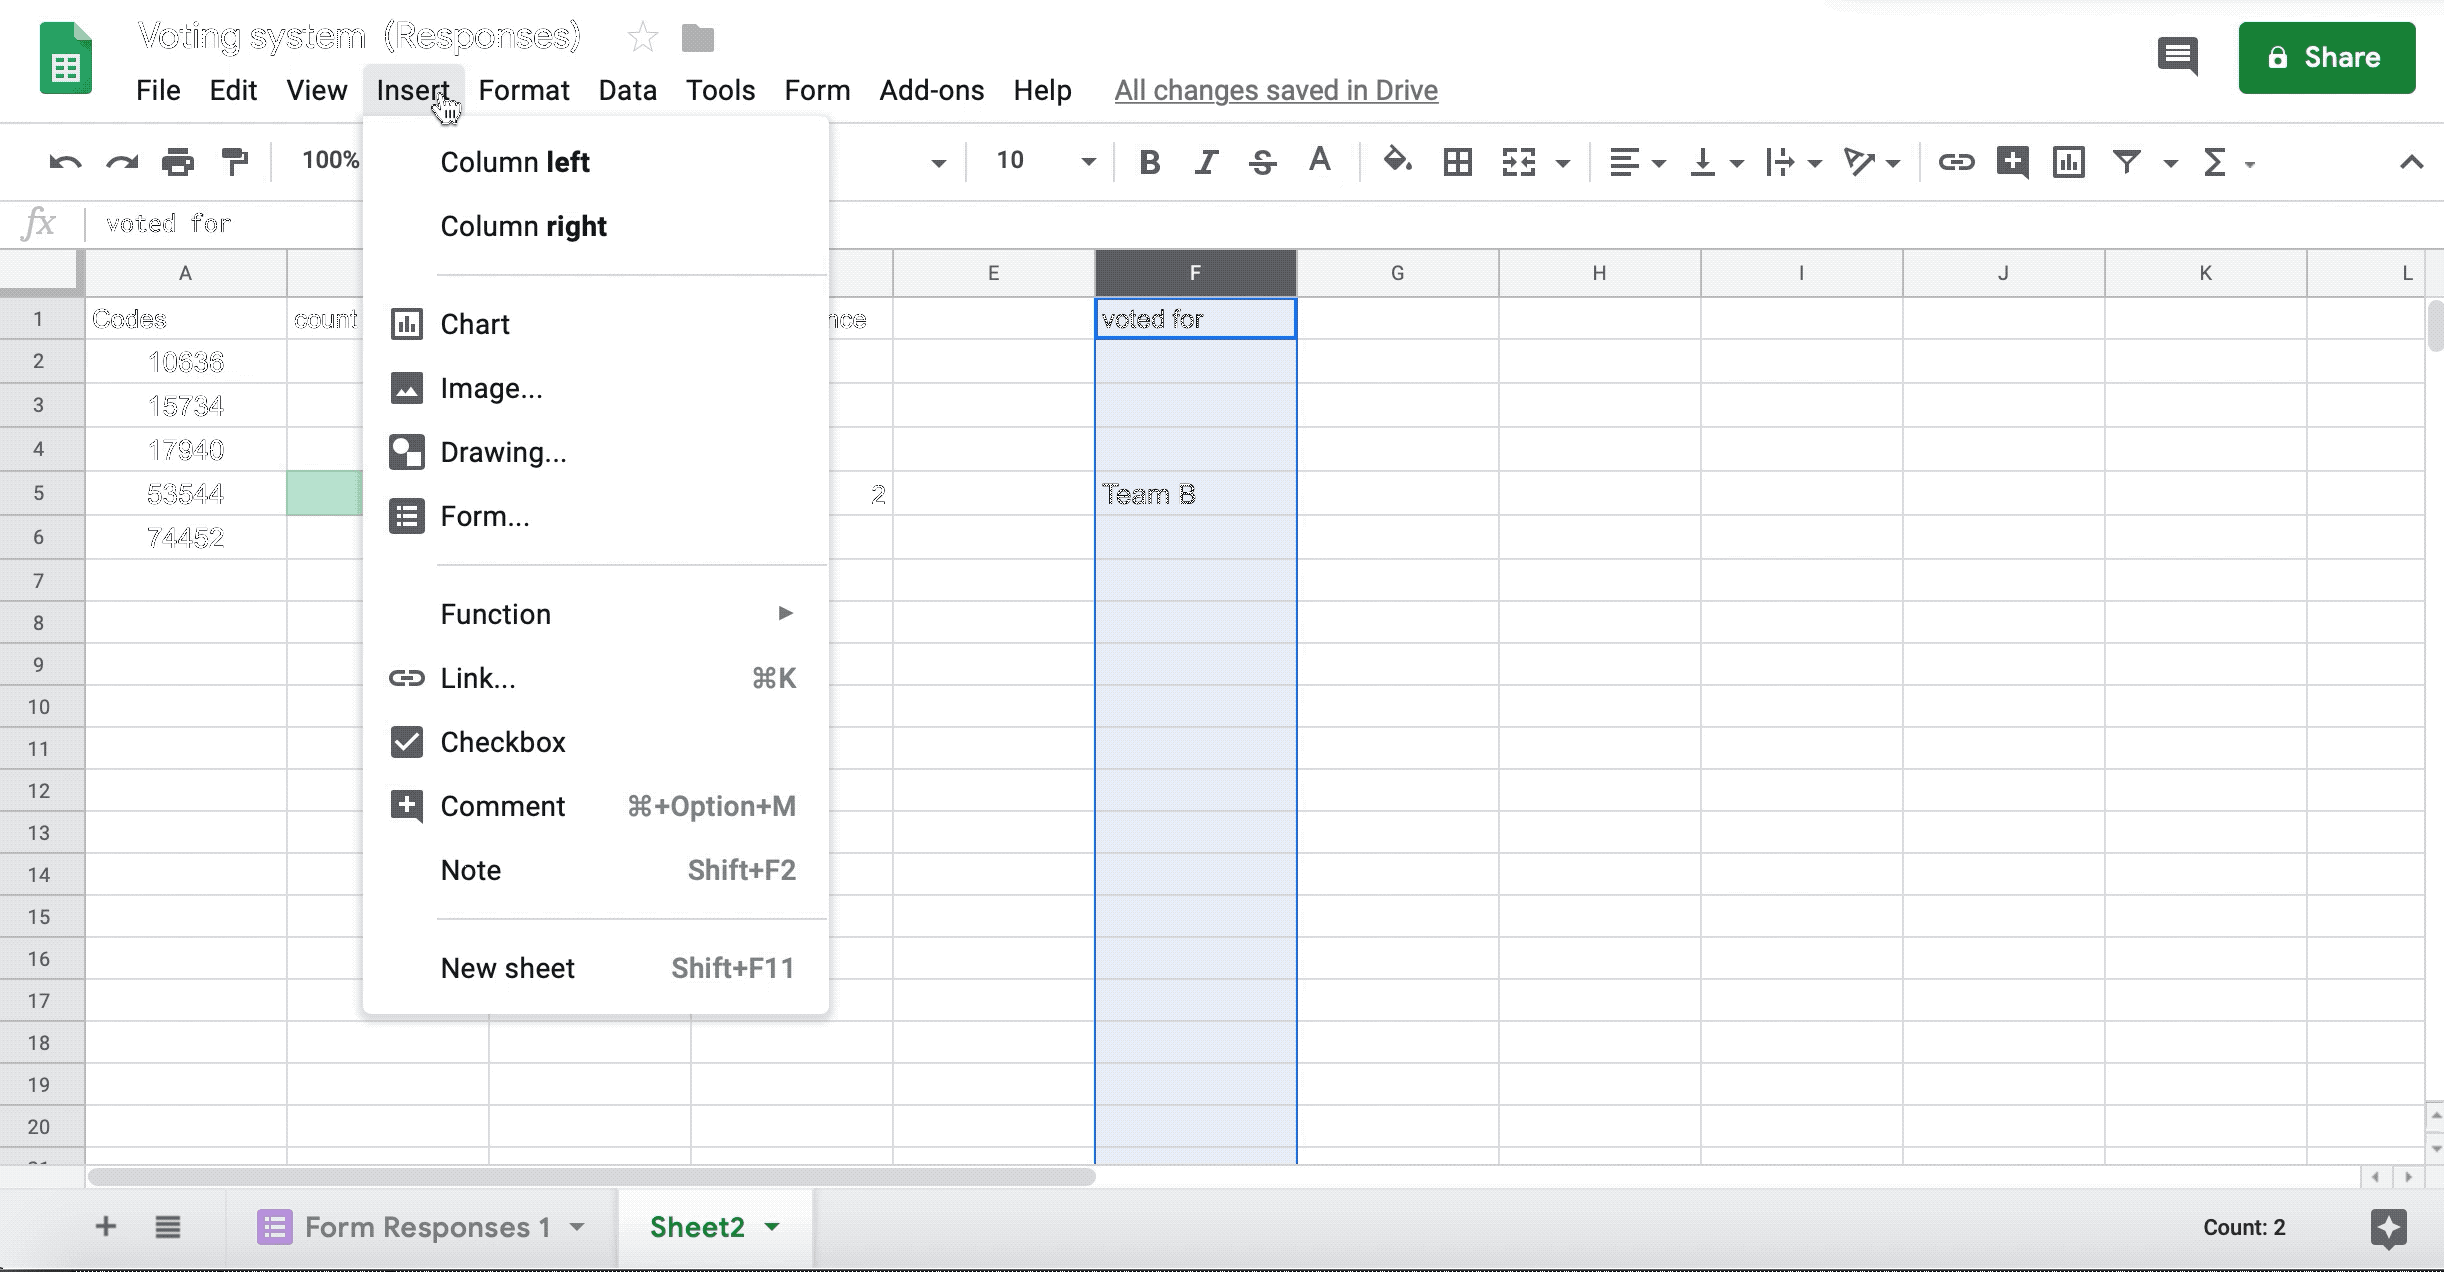 Voting system (Responses)
File Edit View Insert Format Data Tools Form Add-ons Help All changes saved in Drive
Share
100% 10 B I S A
fx voted for
A E F G H I J K L
1 Codes count nce voted for
2 10636
3 15734
4 17940
5 53544 2 Team B
6 74452
7
8
9
10
11
12
13
14
15
16
17
18
19
20
Column left
Column right
Chart
Image...
Drawing...
Form...
Function
Link... ⌘K
Checkbox
Comment ⌘+Option+M
Note Shift+F2
New sheet Shift+F11
Form Responses 1 Sheet2 Count: 2